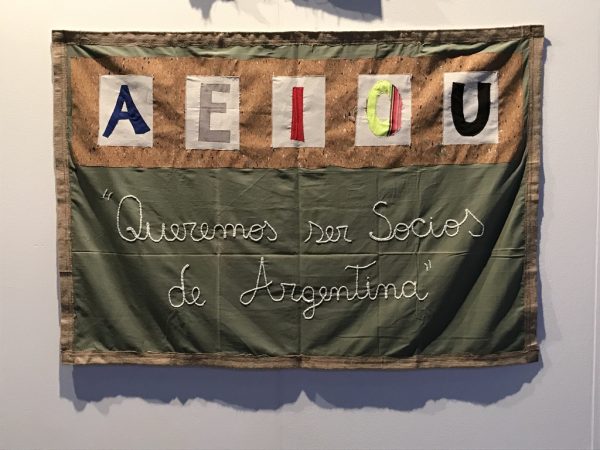 A E I O U
"Queremos ser Socios
de Argentina"